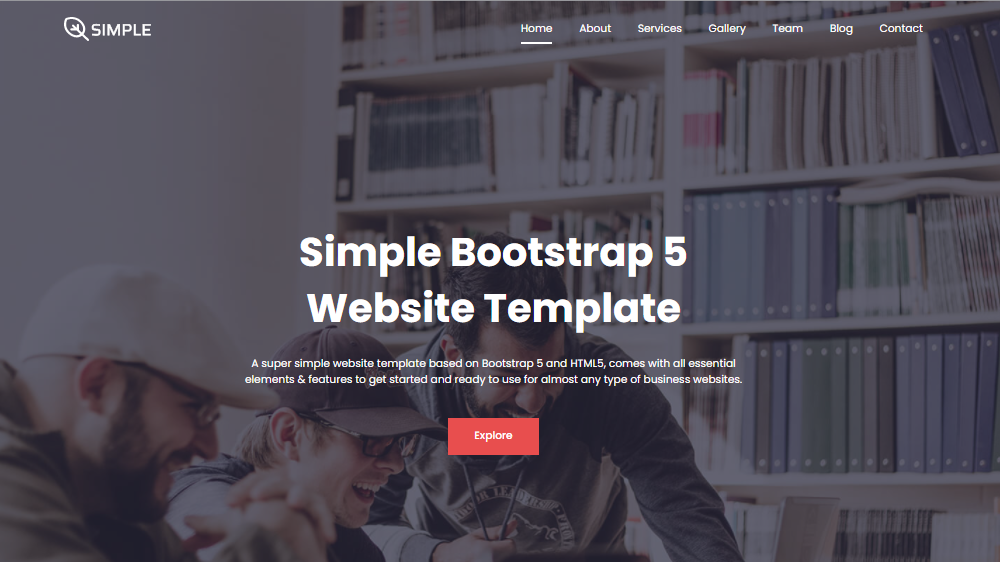 SIMPLE
Home About Services Gallery Team Blog Contact
Simple Bootstrap 5
Website Template
A super simple website template based on Bootstrap 5 and HTML5, comes with all essential
elements & features to get started and ready to use for almost any type of business websites.
Explore